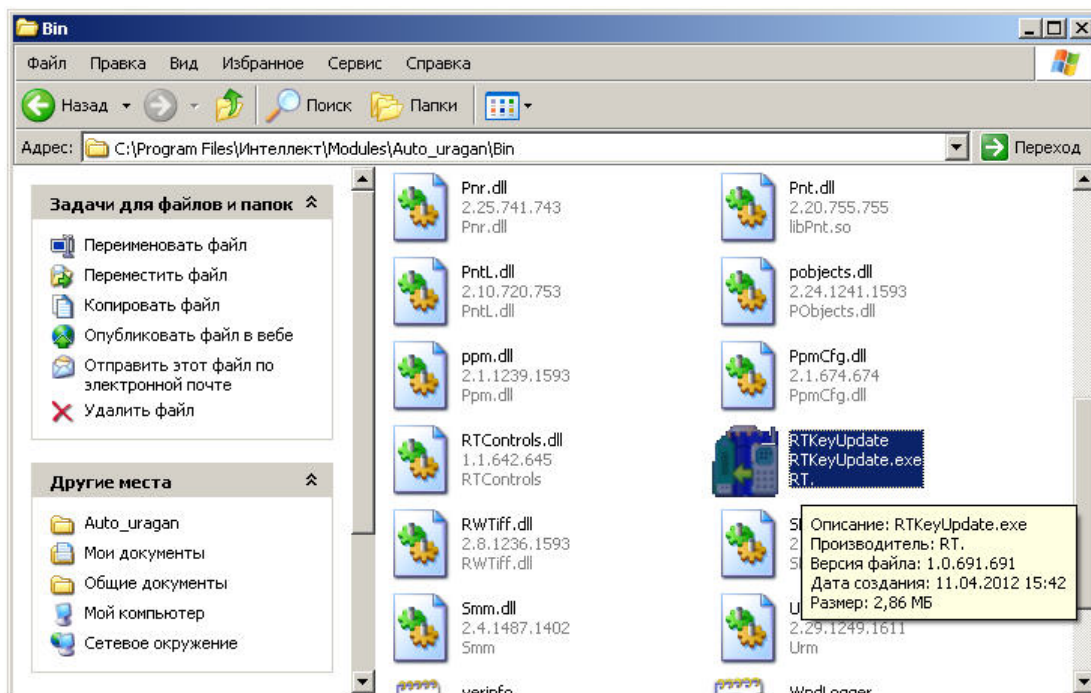 Bin
Файл Правка Вид Избранное Сервис Справка
Назад Поиск Папки
Адрес: C:\Program Files\Интеллект\Modules\Auto_uragan\Bin Переход
Задачи для файлов и папок
Переименовать файл
Переместить файл
Копировать файл
Опубликовать файл в вебе
Отправить этот файл по
электронной почте
Удалить файл
Другие места
Auto_uragan
Мои документы
Общие документы
Мой компьютер
Сетевое окружение
Pnr.dll
2.25.741.743
Pnr.dll
Pnt.dll
2.20.755.755
libPnt.so
PntL.dll
2.10.720.753
PntL.dll
pobjects.dll
2.24.1241.1593
PObjects.dll
ppm.dll
2.1.1239.1593
Ppm.dll
PpmCfg.dll
2.1.674.674
PpmCfg.dll
RTControls.dll
1.1.642.645
RTControls
RTKeyUpdate
RTKeyUpdate.exe
RT.
RWTiff.dll
2.8.1236.1593
RWTiff.dll
Описание: RTKeyUpdate.exe
Производитель: RT.
Версия файла: 1.0.691.691
Дата создания: 11.04.2012 15:42
Размер: 2,86 МБ
Smm.dll
2.4.1487.1402
Smm
2.29.1249.1611
Urm
verinfo
WndLogger